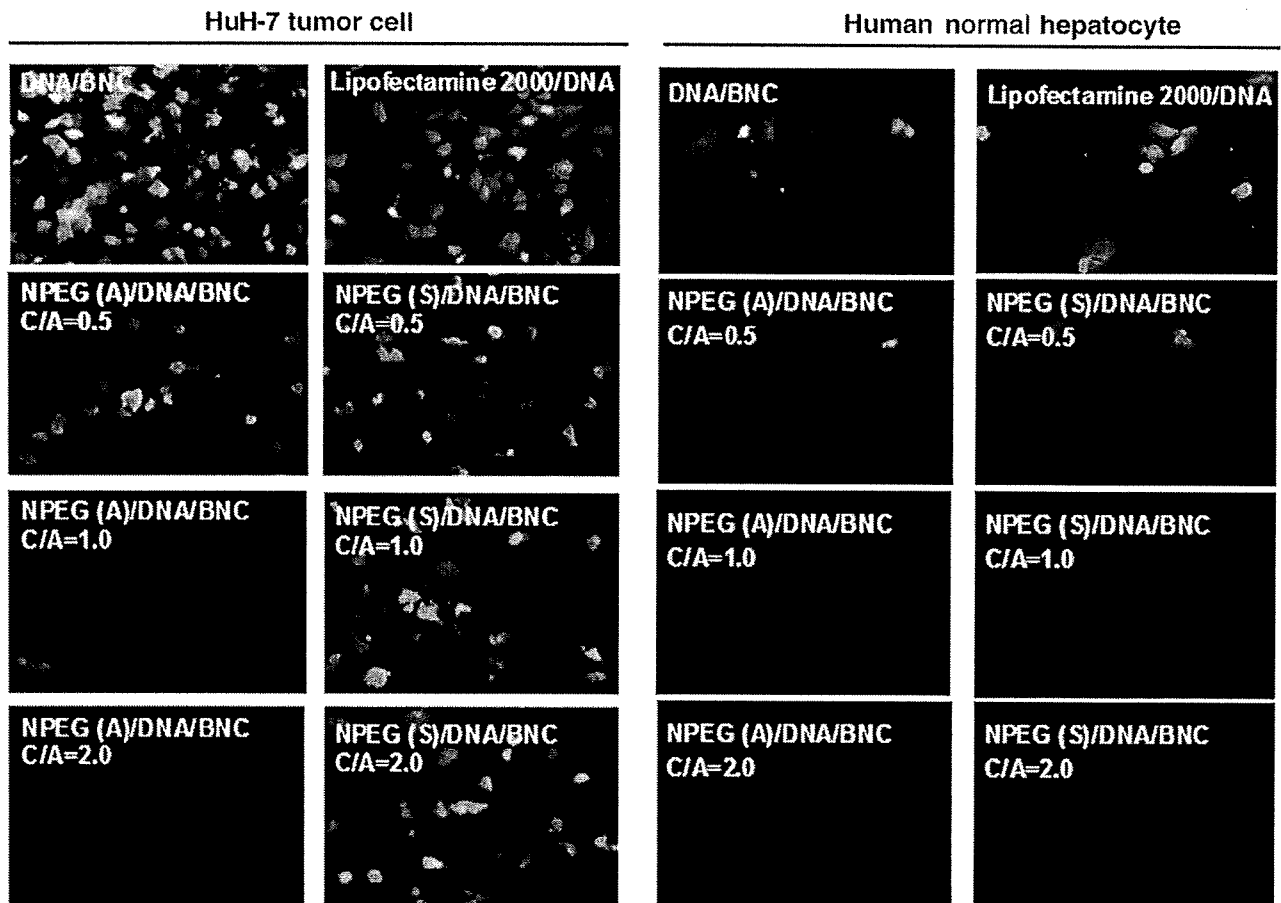 HuH-7 tumor cell
Human normal hepatocyte
DNA/BNC
Lipofectamine 2000/DNA
DNA/BNC
Lipofectamine 2000/DNA
NPEG (A)/DNA/BNC
C/A=0.5
NPEG (S)/DNA/BNC
C/A=0.5
NPEG (A)/DNA/BNC
C/A=0.5
NPEG (S)/DNA/BNC
C/A=0.5
NPEG (A)/DNA/BNC
C/A=1.0
NPEG (S)/DNA/BNC
C/A=1.0
NPEG (A)/DNA/BNC
C/A=1.0
NPEG (S)/DNA/BNC
C/A=1.0
NPEG (A)/DNA/BNC
C/A=2.0
NPEG (S)/DNA/BNC
C/A=2.0
NPEG (A)/DNA/BNC
C/A=2.0
NPEG (S)/DNA/BNC
C/A=2.0